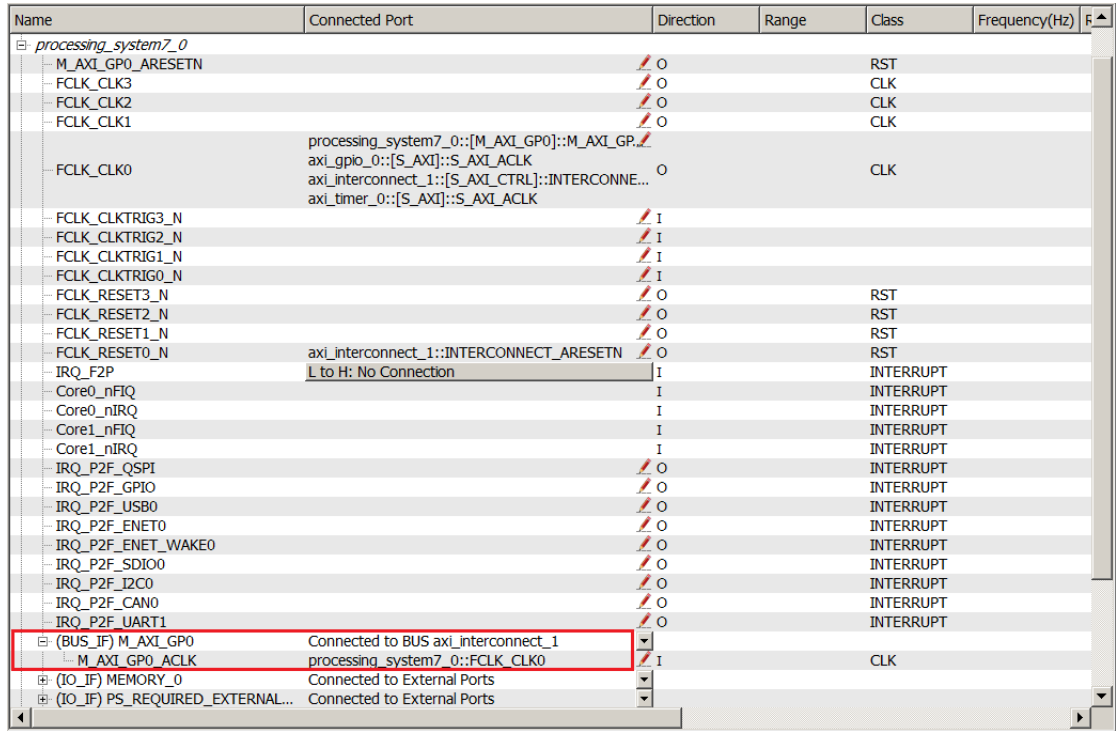 Name Connected Port Direction Range Class Frequency(Hz)
processing_system7_0
M_AXI_GP0_ARESETN O RST
FCLK_CLK3 O CLK
FCLK_CLK2 O CLK
FCLK_CLK1 O CLK
processing_system7_0::[M_AXI_GP0]::M_AXI_GP...
axi_gpio_0::[S_AXI]::S_AXI_ACLK
FCLK_CLK0 O CLK
axi_interconnect_1::[S_AXI_CTRL]::INTERCONNE...
axi_timer_0::[S_AXI]::S_AXI_ACLK
FCLK_CLKTRIG3_N I
FCLK_CLKTRIG2_N I
FCLK_CLKTRIG1_N I
FCLK_CLKTRIG0_N I
FCLK_RESET3_N O RST
FCLK_RESET2_N O RST
FCLK_RESET1_N O RST
FCLK_RESET0_N axi_interconnect_1::INTERCONNECT_ARESETN O RST
IRQ_F2P L to H: No Connection I INTERRUPT
Core0_nFIQ I INTERRUPT
Core0_nIRQ I INTERRUPT
Core1_nFIQ I INTERRUPT
Core1_nIRQ I INTERRUPT
IRQ_P2F_QSPI O INTERRUPT
IRQ_P2F_GPIO O INTERRUPT
IRQ_P2F_USB0 O INTERRUPT
IRQ_P2F_ENET0 O INTERRUPT
IRQ_P2F_ENET_WAKE0 O INTERRUPT
IRQ_P2F_SDIO0 O INTERRUPT
IRQ_P2F_I2C0 O INTERRUPT
IRQ_P2F_CAN0 O INTERRUPT
IRQ_P2F_UART1 O INTERRUPT
(BUS_IF) M_AXI_GP0 Connected to BUS axi_interconnect_1
M_AXI_GP0_ACLK processing_system7_0::FCLK_CLK0 I CLK
(IO_IF) MEMORY_0 Connected to External Ports
(IO_IF) PS_REQUIRED_EXTERNAL... Connected to External Ports